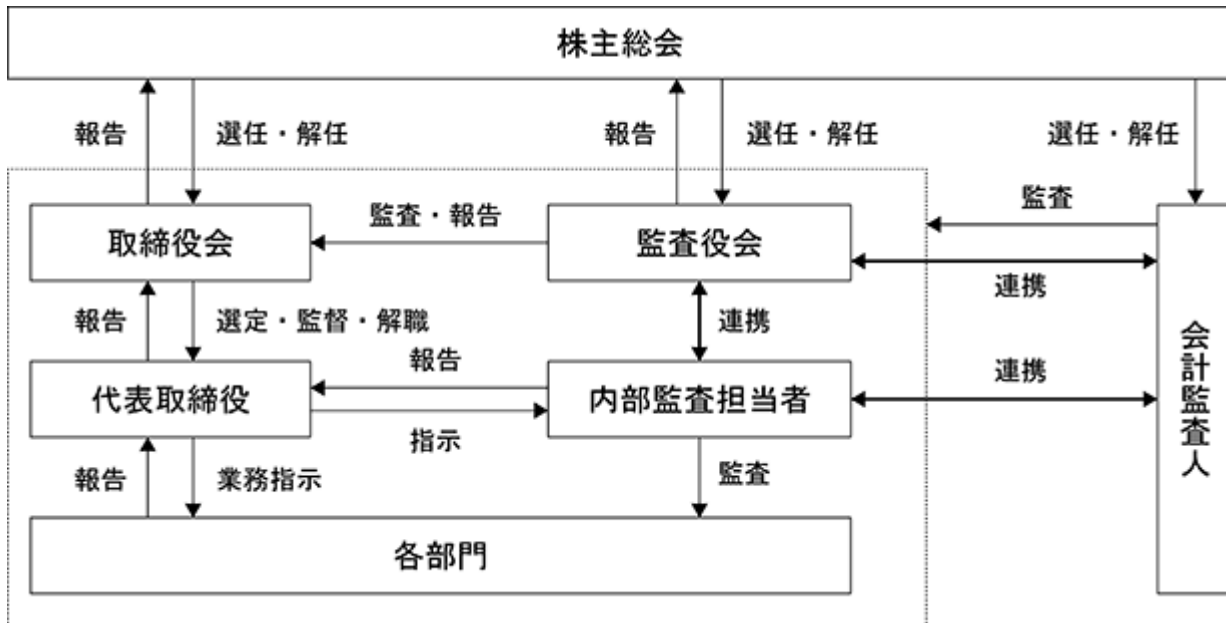 株主総会
報告
選任・解任
報告
選任・解任
選任・解任
取締役会
監査・報告
監査役会
監査
連携
報告
選定・監督・解職
連携
代表取締役
報告
指示
内部監査担当者
連携
会計監査人
報告
業務指示
監査
各部門